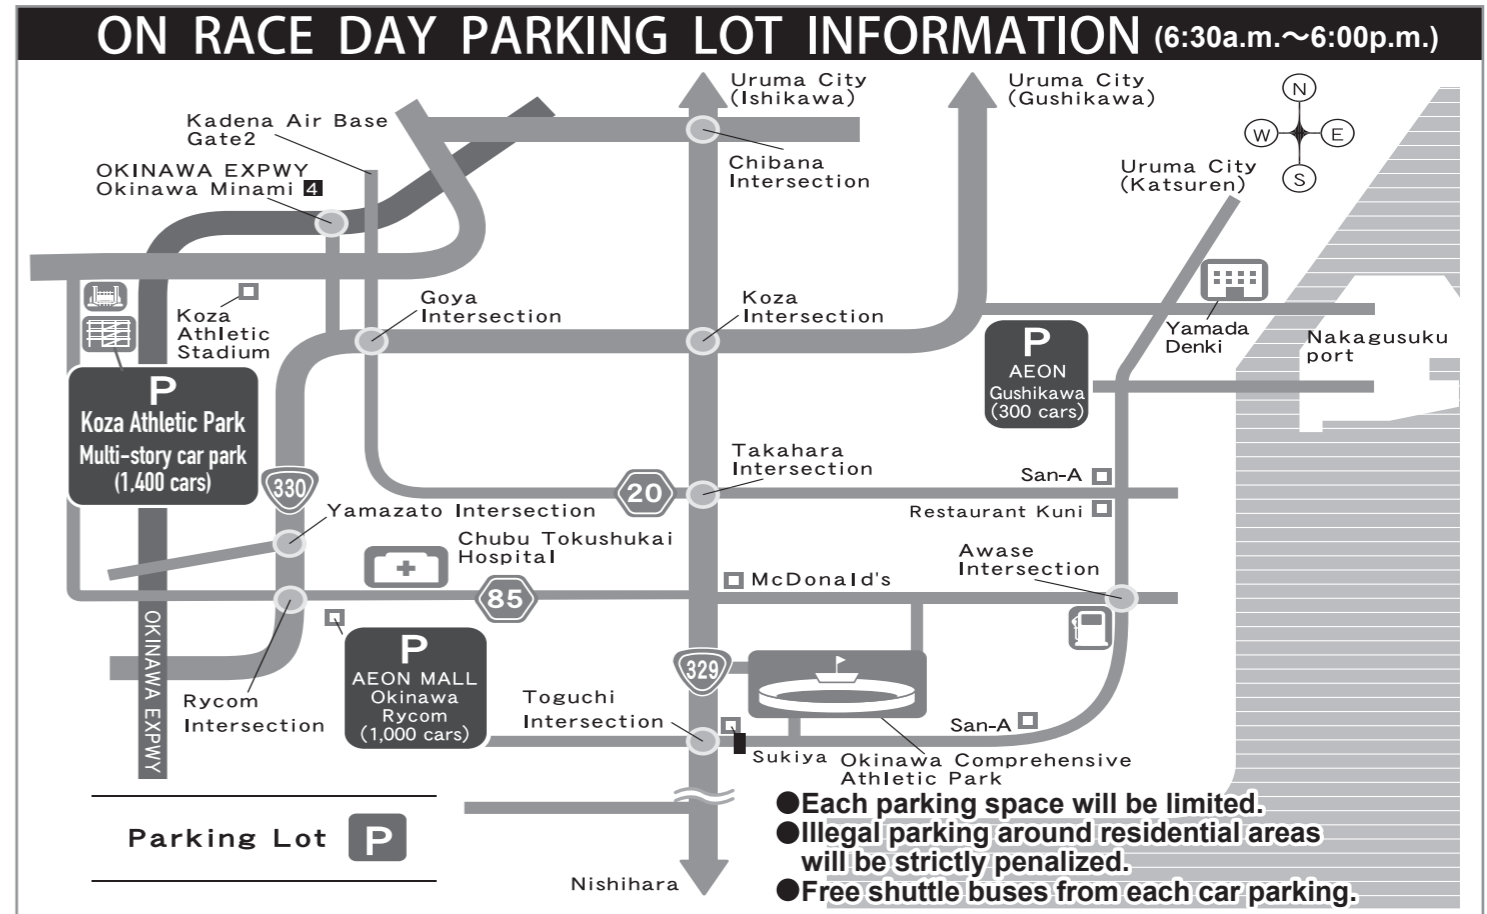 ON RACE DAY PARKING LOT INFORMATION (6:30a.m.～6:00p.m.)
Uruma City
(Ishikawa)
Uruma City
(Gushikawa)
N
W
E
S
Kadena Air Base
Gate2
OKINAWA EXPWY
Okinawa Minami 4
Chibana
Intersection
Uruma City
(Katsuren)
Koza
Athletic
Stadium
Goya
Intersection
Koza
Intersection
Yamada
Denki
Nakagusuku
port
P
AEON
Gushikawa
(300 cars)
P
Koza Athletic Park
Multi-story car park
(1,400 cars)
330
20
Takahara
Intersection
San-A
Restaurant Kuni
Yamazato Intersection
Chubu Tokushukai
Hospital
Awase
Intersection
McDonald's
85
OKINAWA EXPWY
P
AEON MALL
Okinawa
Rycom
(1,000 cars)
329
Rycom
Intersection
Toguchi
Intersection
San-A
Sukiya
Okinawa Comprehensive
Athletic Park
Parking Lot P
Nishihara
●Each parking space will be limited.
●Illegal parking around residential areas
will be strictly penalized.
●Free shuttle buses from each car parking.